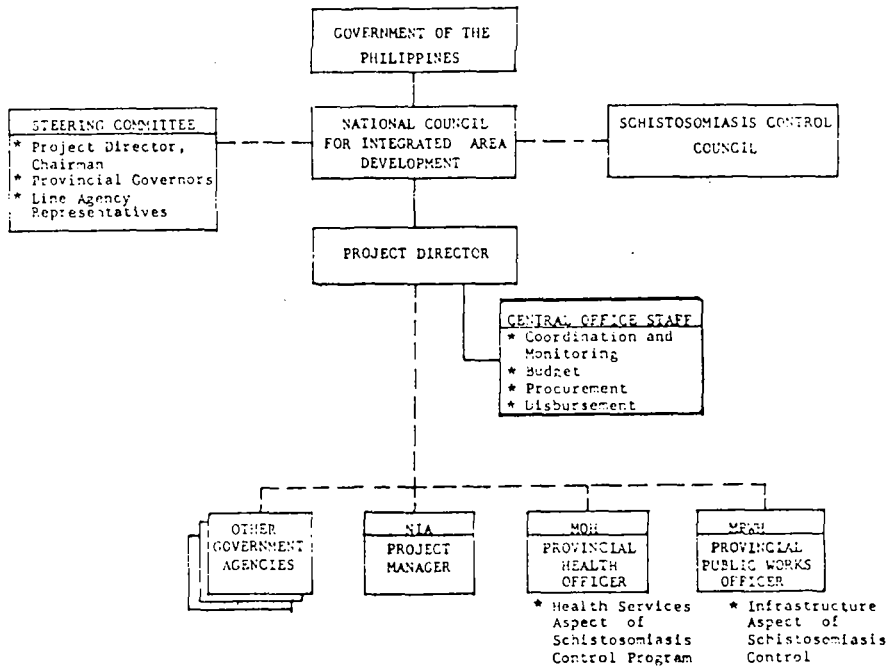 GOVERNMENT OF THE
PHILIPPINES
STEERING COMMITTEE
* Project Director,
Chairman
* Provincial Governors
* Line Agency
Representatives
NATIONAL COUNCIL
FOR INTEGRATED AREA
DEVELOPMENT
SCHISTOSOMIASIS CONTROL
COUNCIL
PROJECT DIRECTOR
CENTRAL OFFICE STAFF
* Coordination and
Monitoring
* Budget
* Procurement
* Disbursement
OTHER
GOVERNMENT
AGENCIES
NIA
PROJECT
MANAGER
MOH
PROVINCIAL
HEALTH
OFFICER
* Health Services
Aspect of
Schistosomiasis
Control Program
MPWH
PROVINCIAL
PUBLIC WORKS
OFFICER
* Infrastructure
Aspect of
Schistosomiasis
Control